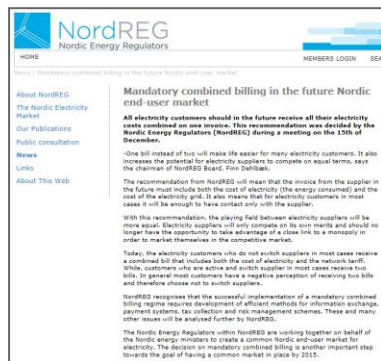 NordREG
Nordic Energy Regulators
HOME
MEMBERS LOGIN SEA
News / Mandatory combined billing in the future Nordic end-user market
About NordREG
The Nordic Electricity
Market
Our Publications
Public consultation
News
Links
About This Web
Mandatory combined billing in the future Nordic
end-user market
All electricity customers should in the future receive all their electricity
costs combined on one invoice. This recommendation was decided by the
Nordic Energy Regulators (NordREG) during a meeting on the 15th of
December.
-One bill instead of two will make life easier for many electricity customers. It also
increases the potential for electricity suppliers to compete on equal terms, says
the chairman of NordREG Board, Finn Dehlbæk.
The recommendation from NordREG will mean that the invoice from the supplier in
the future must include both the cost of electricity (the energy consumed) and the
cost of the electricity grid. It also means that for electricity customers in most
cases it will be enough to have contact only with the supplier.
With this recommendation, the playing field between electricity suppliers will be
more equal. Electricity suppliers will only compete on its own merits and should no
longer have the opportunity to take advantage of a close link to a monopoly in
order to market themselves in the competitive market.
Today, the electricity customers who do not switch suppliers in most cases receive
a combined bill that includes both the cost of electricity and the network tariff.
While, customers who are active and switch supplier in most cases receive two
bills. In general most customers have a negative perception of receiving two bills
and therefore choose not to switch suppliers.
NordREG recognises that the successful implementation of a mandatory combined
billing regime requires development of efficient methods for information exchange,
payment systems, tax collection and risk management schemes. These and many
other issues will be analysed further by NordREG.
The Nordic Energy Regulators within NordREG are working together on behalf of
the Nordic energy ministers to create a common Nordic end-user market for
electricity. The decision on mandatory combined billing is another important step
towards the goal of having a common market in place by 2015.